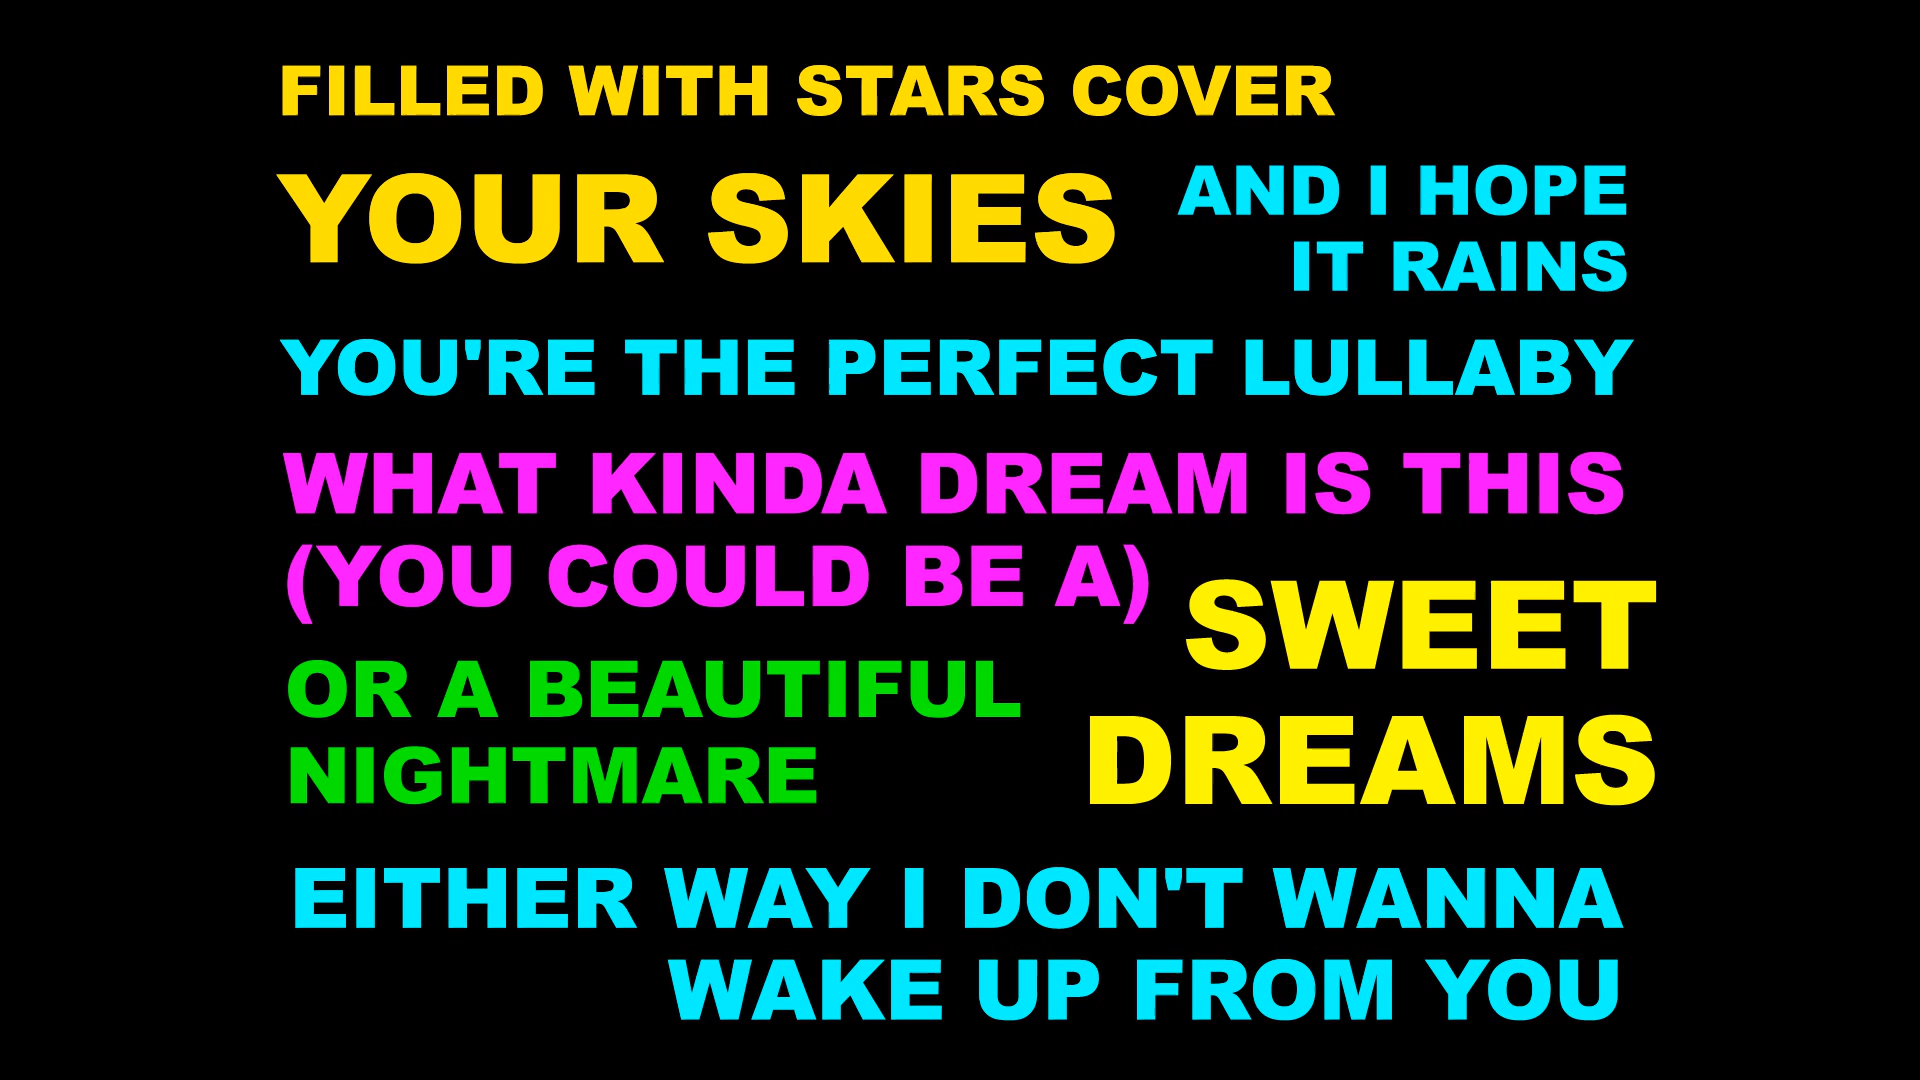 FILLED WITH STARS COVER
YOUR SKIES
AND I HOPE
IT RAINS
YOU'RE THE PERFECT LULLABY
WHAT KINDA DREAM IS THIS
(YOU COULD BE A)
SWEET
DREAMS
OR A BEAUTIFUL
NIGHTMARE
EITHER WAY I DON'T WANNA
WAKE UP FROM YOU